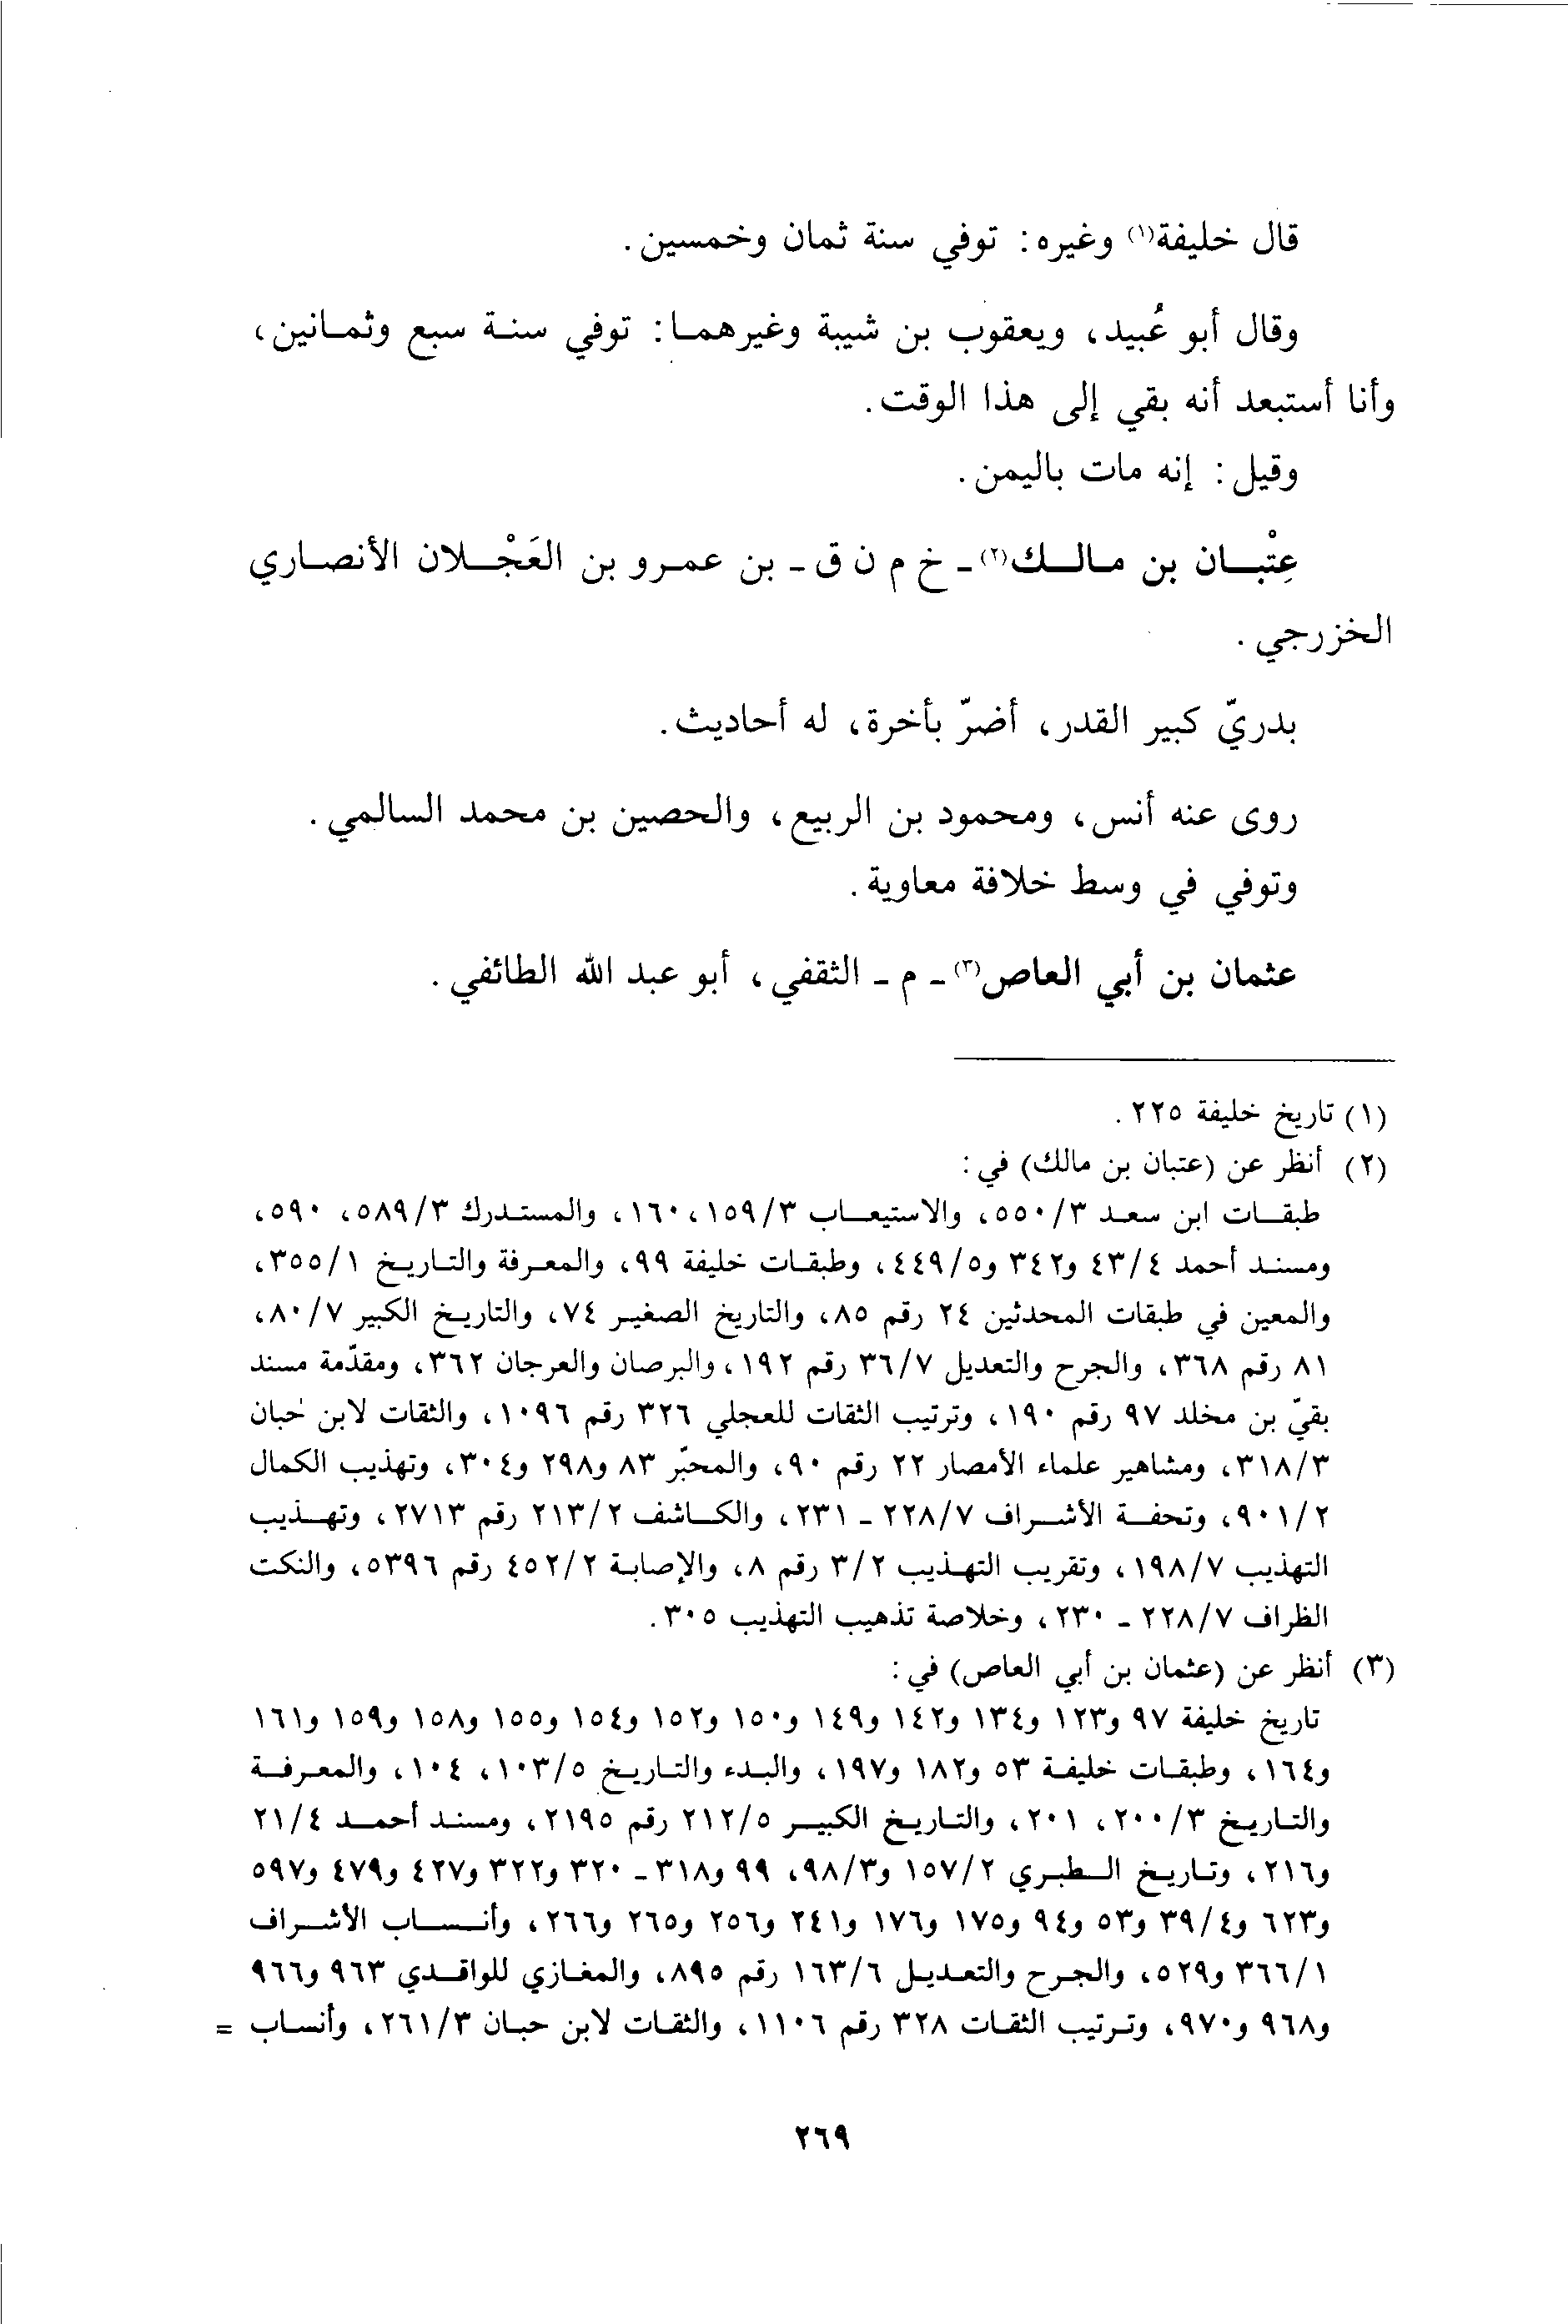 قال خليفة(١) وغيره: توفي سنة ثمان وخمسين.
وقال أبو عُبيد، ويعقوب بن شيبة وغيرهما: توفي سنة سبع وثمانين،
وأنا أستبعد أنه بقي إلى هذا الوقت.
وقيل: إنه مات باليمن.
عِتْبان بن مالك(٢) - خ م ن ق - بن عمرو بن العَجْلان الأنصاري
الخزرجي.
بدريّ كبير القدر، أضرّ بأخرة، له أحاديث.
روى عنه أنس، ومحمود بن الربيع، والحصين بن محمد السالمي.
وتوفي في وسط خلافة معاوية.
عثمان بن أبي العاص(٣) - م - الثقفي، أبو عبد الله الطائفي.
(١) تاريخ خليفة ٢٢٥.
(٢) أنظر عن (عتبان بن مالك) في:
طبقات ابن سعد ٣/٥٥٠، والاستيعاب ٣/١٥٩، ١٦٠، والمستدرك ٣/٥٨٩، ٥٩٠،
ومسند أحمد ٤/٤٣ و٣٤٢ و٥/٤٤٩، وطبقات خليفة ٩٩، والمعرفة والتاريخ ١/٣٥٥،
والمعين في طبقات المحدثين ٢٤ رقم ٨٥، والتاريخ الصغير ٧٤، والتاريخ الكبير ٧/٨٠،
٨١ رقم ٣٦٨، والجرح والتعديل ٧/٣٦ رقم ١٩٢، والبرصان والعرجان ٣٦٢، ومقدّمة مسند
بقيّ بن مخلد ٩٧ رقم ١٩٠، وترتيب الثقات للعجلي ٣٢٦ رقم ١٠٩٦، والثقات لابن حبان
٣/٣١٨، ومشاهير علماء الأمصار ٢٢ رقم ٩٠، والمحبّر ٨٣ و٢٩٨ و٣٠٤، وتهذيب الكمال
٢/٩٠١، وتحفة الأشراف ٧/٢٢٨ - ٢٣١، والكاشف ٢/٢١٣ رقم ٢٧١٣، وتهذيب
التهذيب ٧/١٩٨، وتقريب التهذيب ٢/٣ رقم ٨، والإصابة ٢/٤٥٢ رقم ٥٣٩٦، والنكت
الظراف ٧/٢٢٨ - ٢٣٠، وخلاصة تذهيب التهذيب ٣٠٥.
(٣) أنظر عن (عثمان بن أبي العاص) في:
تاريخ خليفة ٩٧ و١٢٣ و١٣٤ و١٤٢ و١٤٩ و١٥٠ و١٥٢ و١٥٤ و١٥٥ و١٥٨ و١٥٩ و١٦١
و١٦٤، وطبقات خليفة ٥٣ و١٨٢ و١٩٧، والبدء والتاريخ ٥/١٠٣، ١٠٤، والمعرفة
والتاريخ ٣/٢٠٠، ٢٠١، والتاريخ الكبير ٥/٢١٢ رقم ٢١٩٥، ومسند أحمد ٤/٢١
و٢١٦، وتاريخ الطبري ٢/١٥٧ و٣/٩٨، ٩٩ و٣١٨ - ٣٢٠ و٣٢٢ و٤٢٧ و٤٧٩ و٥٩٧
و٦٢٣ و٤/٣٩ و٥٣ و٩٤ و١٧٥ و١٧٦ و٢٤١ و٢٥٦ و٢٦٥ و٢٦٦، وأنساب الأشراف
١/٣٦٦ و٥٢٩، والجرح والتعديل ٦/١٦٣ رقم ٨٩٥، والمغازي للواقدي ٩٦٣ و٩٦٦
و٩٦٨ و٩٧٠، وترتيب الثقات ٣٢٨ رقم ١١٠٦، والثقات لابن حبان ٣/٢٦١، وأنساب =
٢٦٩